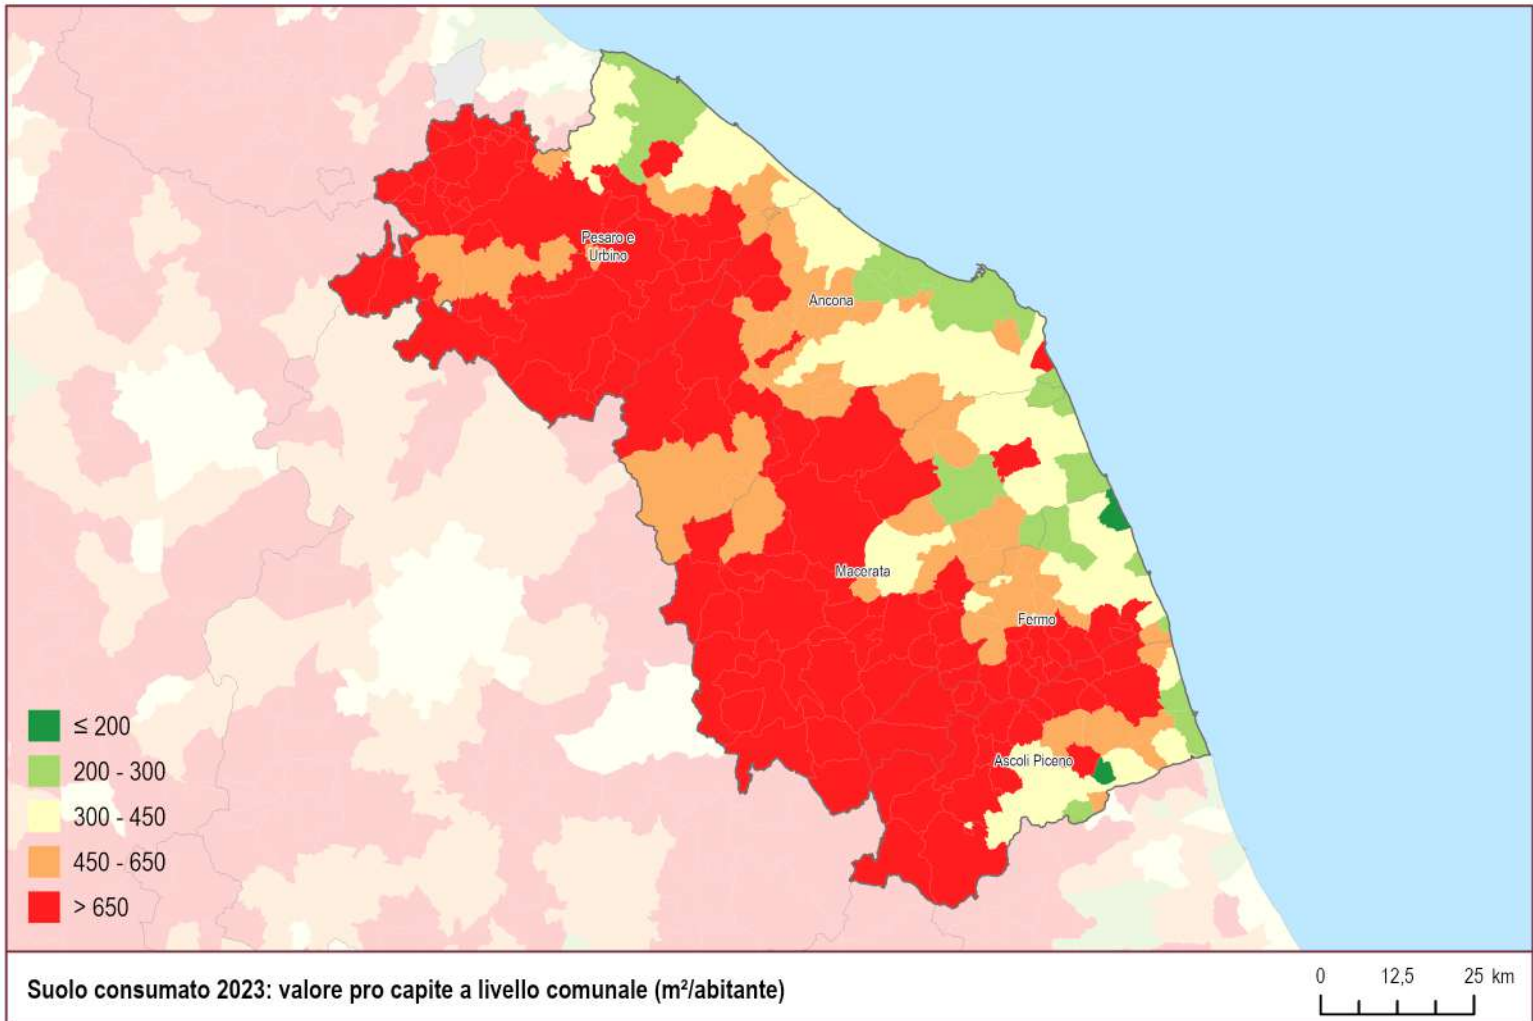 Pesaro e
Urbino
Ancona
Macerata
Fermo
Ascoli Piceno
≤ 200
200 - 300
300 - 450
450 - 650
> 650
Suolo consumato 2023: valore pro capite a livello comunale (m²/abitante)
0 12,5 25 km